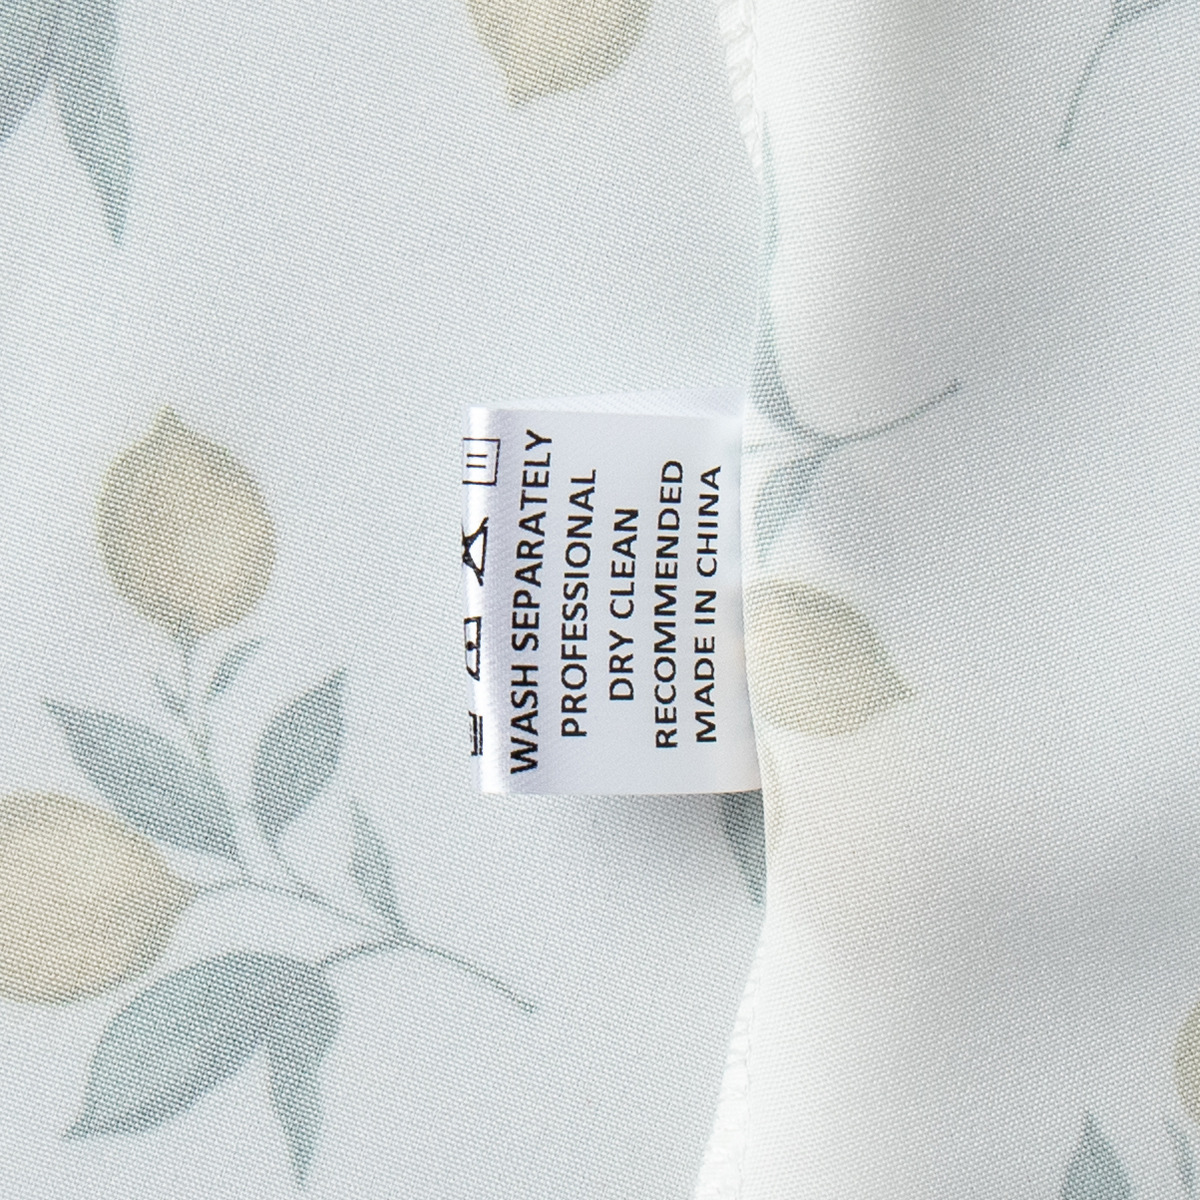 WASH SEPARATELY
PROFESSIONAL
DRY CLEAN
RECOMMENDED
MADE IN CHINA